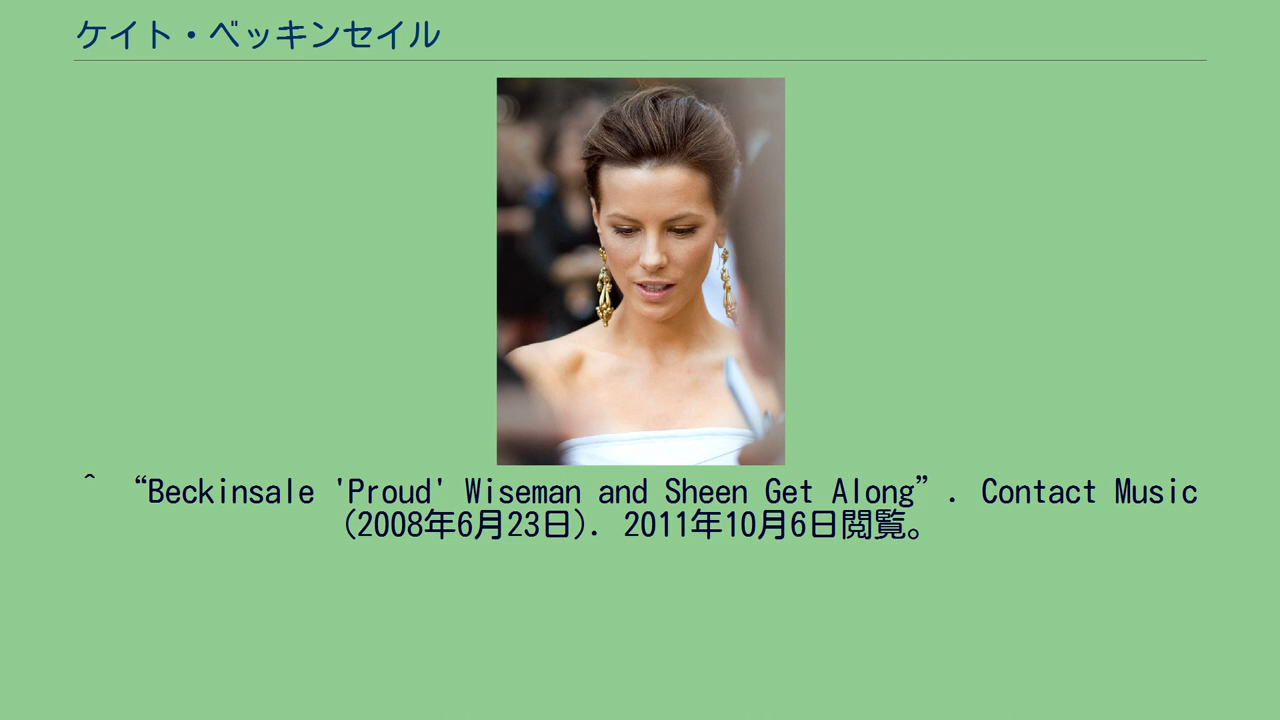 ケイト・ベッキンセイル
^ “Beckinsale 'Proud' Wiseman and Sheen Get Along”. Contact Music
(2008年6月23日). 2011年10月6日閲覧。